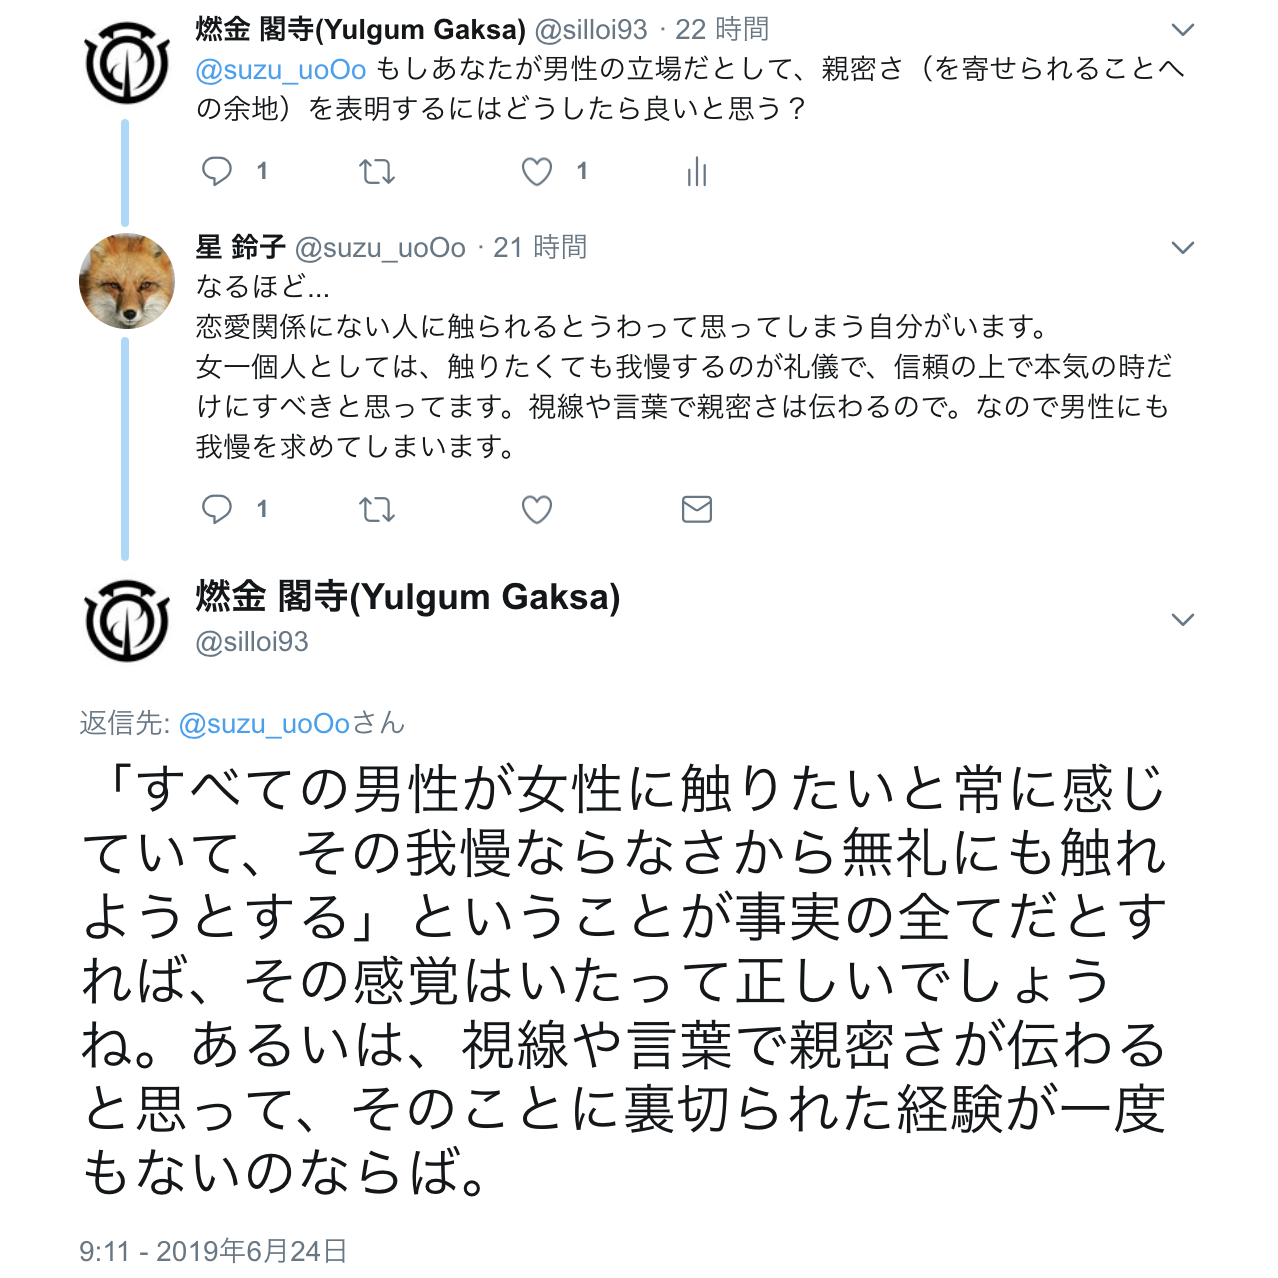 燃金 閣寺(Yulgum Gaksa) @silloi93 · 22 時間
@suzu_uoOo もしあなたが男性の立場だとして、親密さ（を寄せられることへ
の余地）を表明するにはどうしたら良いと思う？
1 1
星 鈴子 @suzu_uoOo · 21 時間
なるほど...
恋愛関係にない人に触られるとうわって思ってしまう自分がいます。
女一個人としては、触りたくても我慢するのが礼儀で、信頼の上で本気の時だ
けにすべきと思ってます。視線や言葉で親密さは伝わるので。なので男性にも
我慢を求めてしまいます。
1
燃金 閣寺(Yulgum Gaksa)
@silloi93
返信先: @suzu_uoOoさん
「すべての男性が女性に触りたいと常に感じ
ていて、その我慢ならなさから無礼にも触れ
ようとする」ということが事実の全てだとす
れば、その感覚はいたって正しいでしょう
ね。あるいは、視線や言葉で親密さが伝わる
と思って、そのことに裏切られた経験が一度
もないのならば。
9:11 - 2019年6月24日